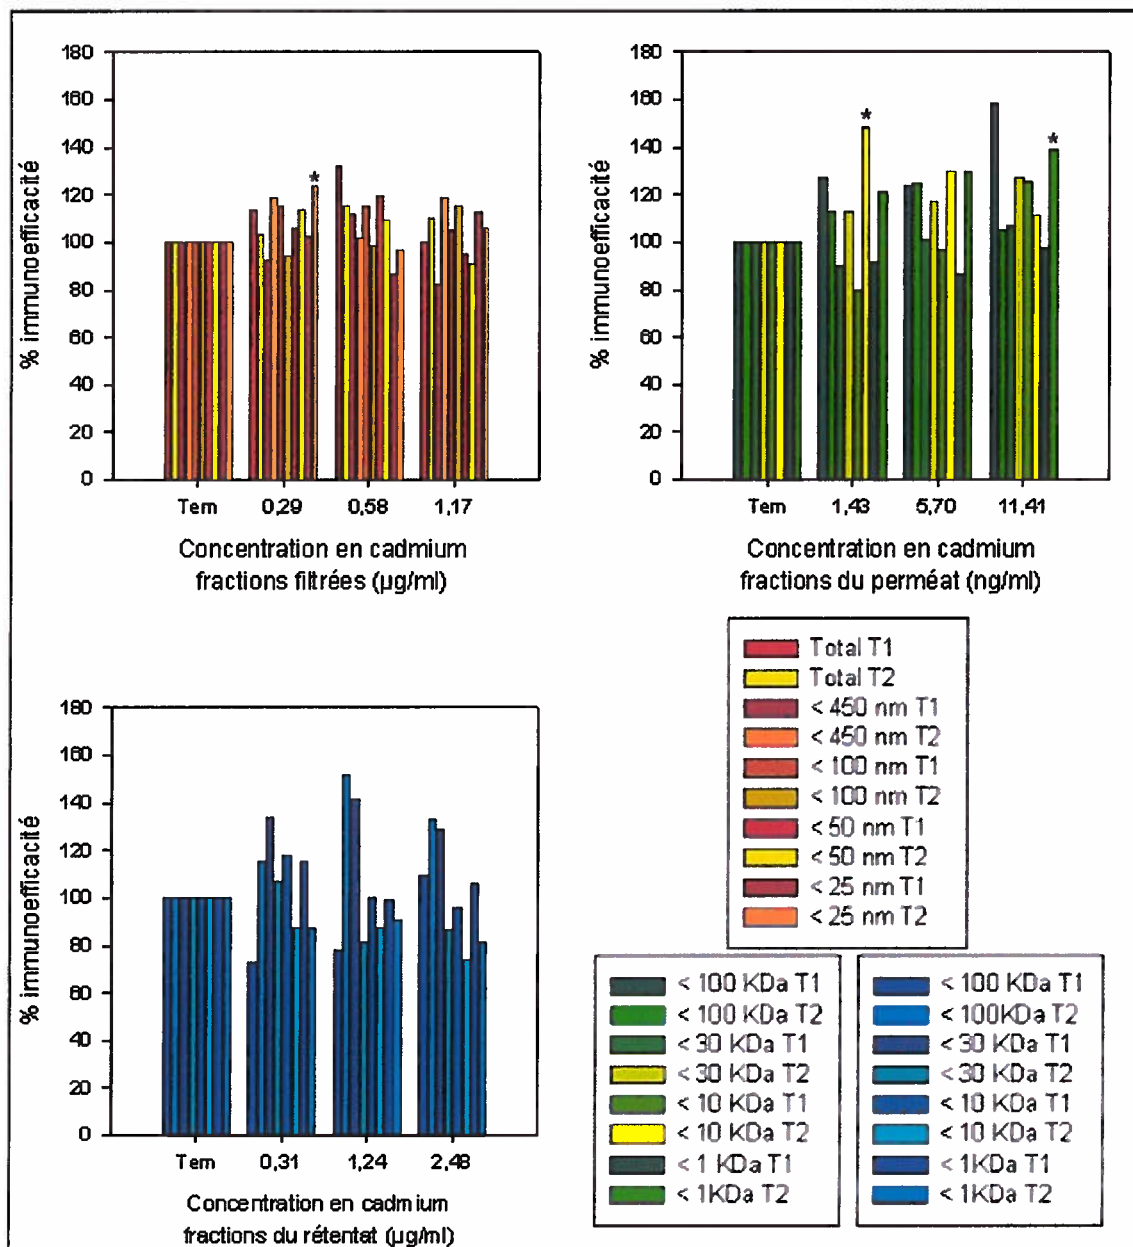 180
160
140
120
100
80
60
40
20
0
% immunoefficacité
*
Tem 0,29 0,58 1,17
Concentration en cadmium
fractions filtrées (µg/ml)
180
160
140
120
100
80
60
40
20
0
% immunoefficacité
*
*
Tem 1,43 5,70 11,41
Concentration en cadmium
fractions du perméat (ng/ml)
180
160
140
120
100
80
60
40
20
0
% immunoefficacité
Tem 0,31 1,24 2,48
Concentration en cadmium
fractions du rétentat (µg/ml)
Total T1
Total T2
< 450 nm T1
< 450 nm T2
< 100 nm T1
< 100 nm T2
< 50 nm T1
< 50 nm T2
< 25 nm T1
< 25 nm T2
< 100 KDa T1
< 100 KDa T2
< 30 KDa T1
< 30 KDa T2
< 10 KDa T1
< 10 KDa T2
< 1 KDa T1
< 1KDa T2
< 100 KDa T1
< 100KDa T2
< 30 KDa T1
< 30 KDa T2
< 10 KDa T1
< 10 KDa T2
< 1KDa T1
< 1KDa T2